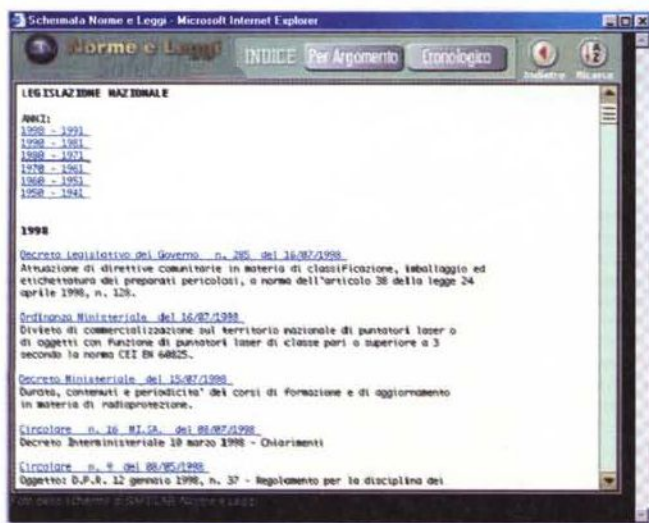 Schermata Norme e Leggi - Microsoft Internet Explorer
Norme e Leggi
INDICE Per Argomento Cronologico
Indietro Ricerca
LEGISLAZIONE NAZIONALE
ANNI:
1998 - 1991
1990 - 1981
1980 - 1971
1970 - 1961
1960 - 1951
1950 - 1941
1998
Decreto Legislativo del Governo n. 285 del 16/07/1998
Attuazione di direttive comunitarie in materia di classificazione, imballaggio ed
etichettatura dei preparati pericolosi, a norma dell'articolo 38 della legge 24
aprile 1998, n. 128.
Ordinanza Ministeriale del 16/07/1998
Divieto di commercializzazione sul territorio nazionale di puntatori laser o
di oggetti con funzione di puntatori laser di classe pari o superiore a 3
secondo la norma CEI EN 60825.
Decreto Ministeriale del 15/07/1998
Durata, contenuti e periodicita' dei corsi di formazione e di aggiornamento
in materia di radioprotezione.
Circolare n. 16 MI.SA. del 08/07/1998
Decreto Interministeriale 10 marzo 1998 - Chiarimenti
Circolare n. 9 del 08/05/1998
Oggetto: D.P.R. 12 gennaio 1998, n. 37 - Regolamento per la disciplina dei